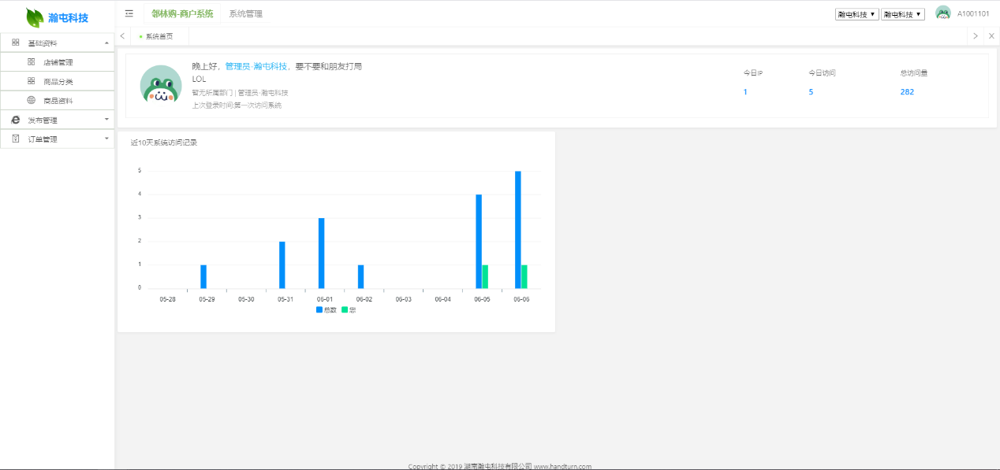 瀚屯科技
邻林购-商户系统 系统管理
瀚屯科技 ▼ 瀚屯科技 ▼ A1001101
基础资料
店铺管理
商品分类
商品资料
发布管理
订单管理
系统首页
晚上好，管理员-瀚屯科技，要不要和朋友打局
LOL
暂无所属部门 | 管理员-瀚屯科技
上次登录时间:第一次访问系统
今日IP 今日访问 总访问量
1 5 282
近10天系统访问记录
5
4
3
2
1
0
05-28 05-29 05-30 05-31 06-01 06-02 06-03 06-04 06-05 06-06
总数 您
Copyright © 2019 湖南瀚屯科技有限公司 www.handturn.com